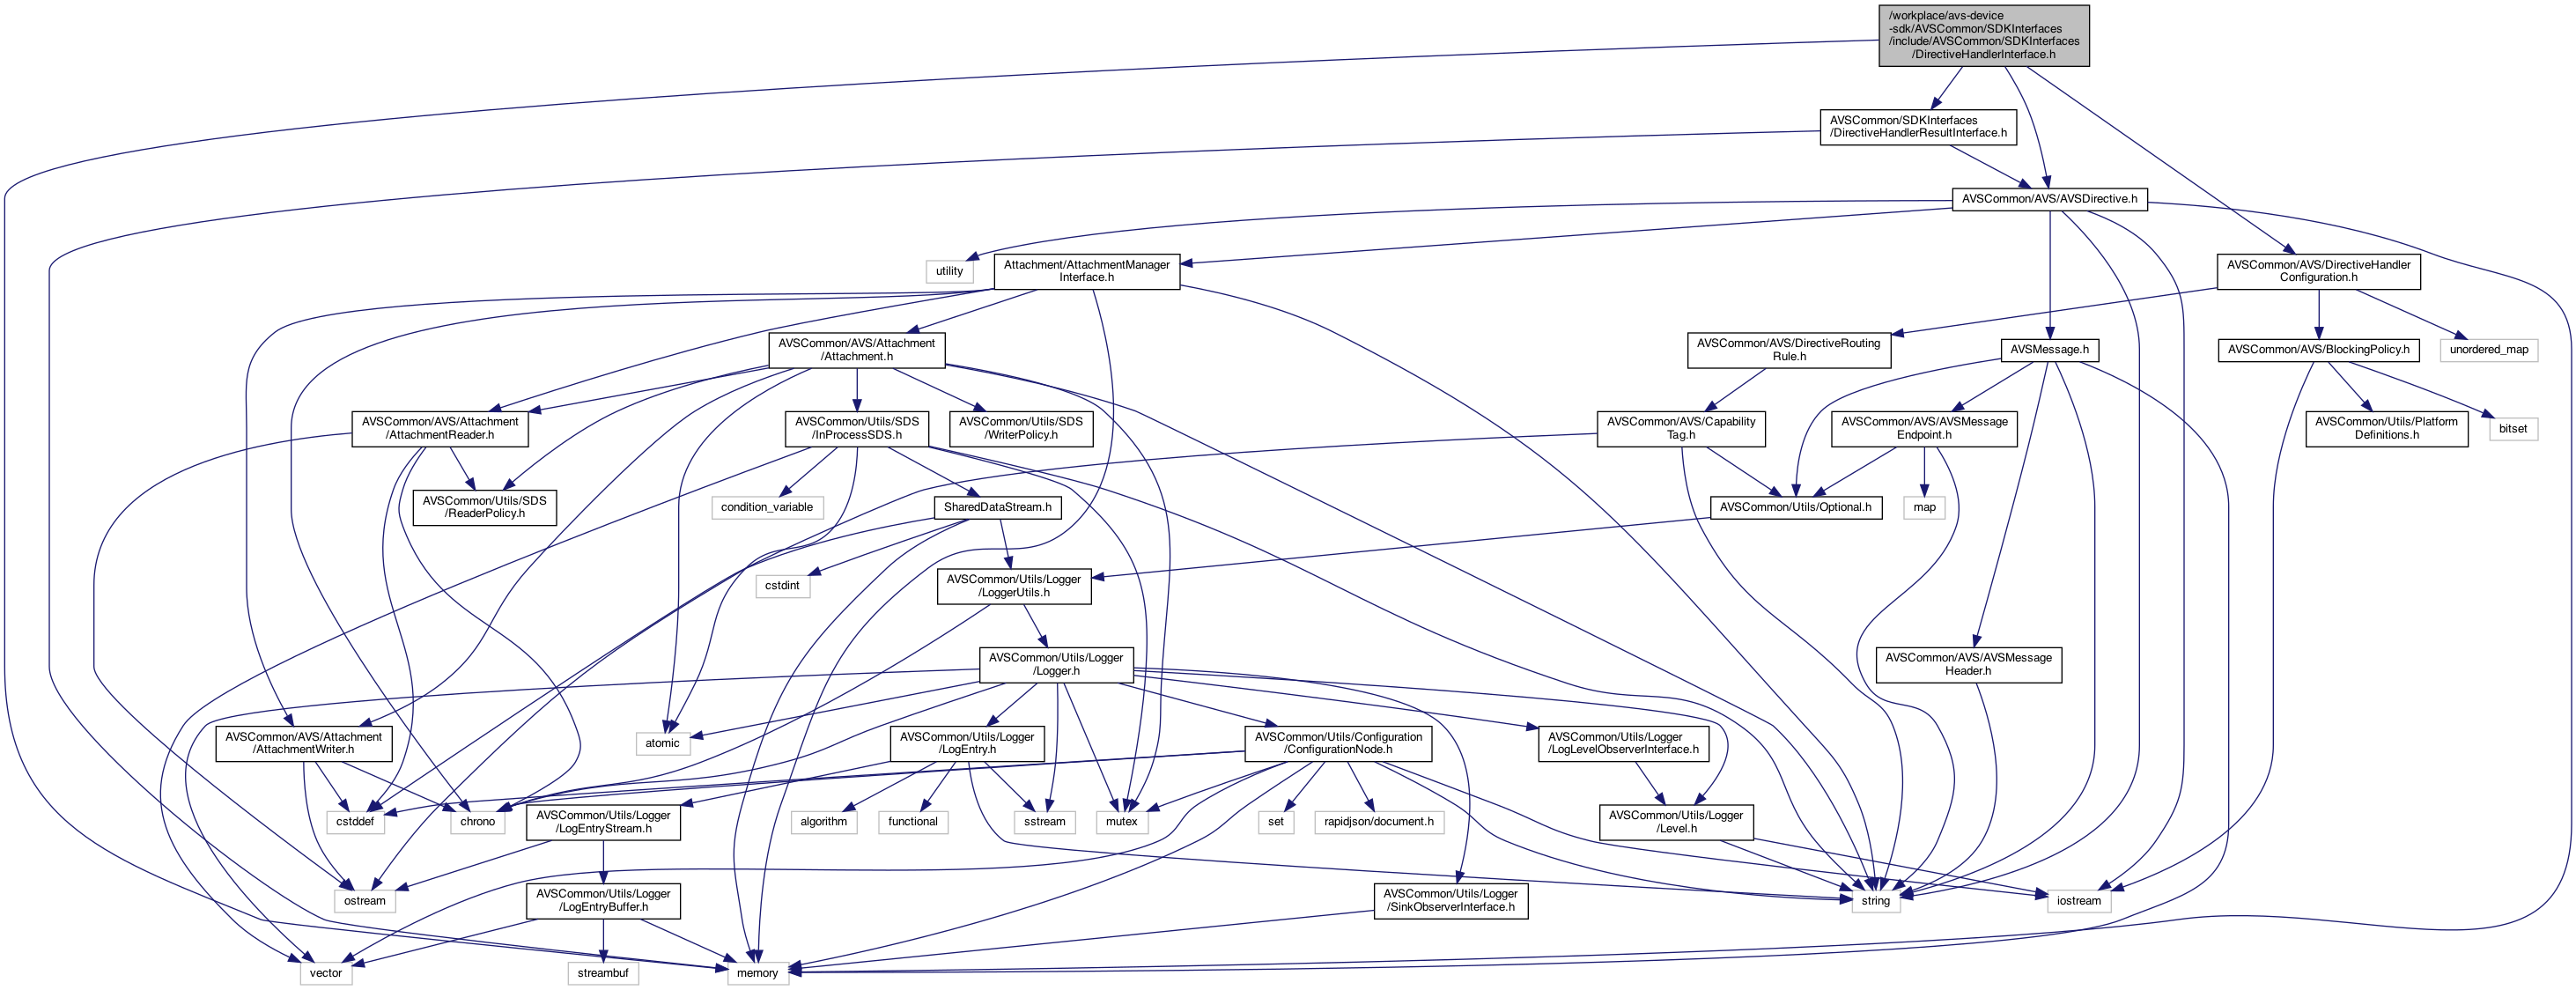 /workplace/avs-device
-sdk/AVSCommon/SDKInterfaces
/include/AVSCommon/SDKInterfaces
/DirectiveHandlerInterface.h
AVSCommon/SDKInterfaces
/DirectiveHandlerResultInterface.h
AVSCommon/AVS/AVSDirective.h
utility
Attachment/AttachmentManager
Interface.h
AVSCommon/AVS/DirectiveHandler
Configuration.h
AVSCommon/AVS/Attachment
/Attachment.h
AVSCommon/AVS/DirectiveRouting
Rule.h
AVSMessage.h
AVSCommon/AVS/BlockingPolicy.h
unordered_map
AVSCommon/AVS/Attachment
/AttachmentReader.h
AVSCommon/Utils/SDS
/InProcessSDS.h
AVSCommon/Utils/SDS
/WriterPolicy.h
AVSCommon/AVS/Capability
Tag.h
AVSCommon/AVS/AVSMessage
Endpoint.h
AVSCommon/Utils/Platform
Definitions.h
bitset
AVSCommon/Utils/SDS
/ReaderPolicy.h
condition_variable
SharedDataStream.h
AVSCommon/Utils/Optional.h
map
cstdint
AVSCommon/Utils/Logger
/LoggerUtils.h
AVSCommon/Utils/Logger
/Logger.h
AVSCommon/AVS/AVSMessage
Header.h
AVSCommon/AVS/Attachment
/AttachmentWriter.h
atomic
AVSCommon/Utils/Logger
/LogEntry.h
AVSCommon/Utils/Configuration
/ConfigurationNode.h
AVSCommon/Utils/Logger
/LogLevelObserverInterface.h
cstddef
chrono
AVSCommon/Utils/Logger
/LogEntryStream.h
algorithm
functional
sstream
mutex
set
rapidjson/document.h
AVSCommon/Utils/Logger
/Level.h
ostream
AVSCommon/Utils/Logger
/LogEntryBuffer.h
AVSCommon/Utils/Logger
/SinkObserverInterface.h
string
iostream
vector
streambuf
memory